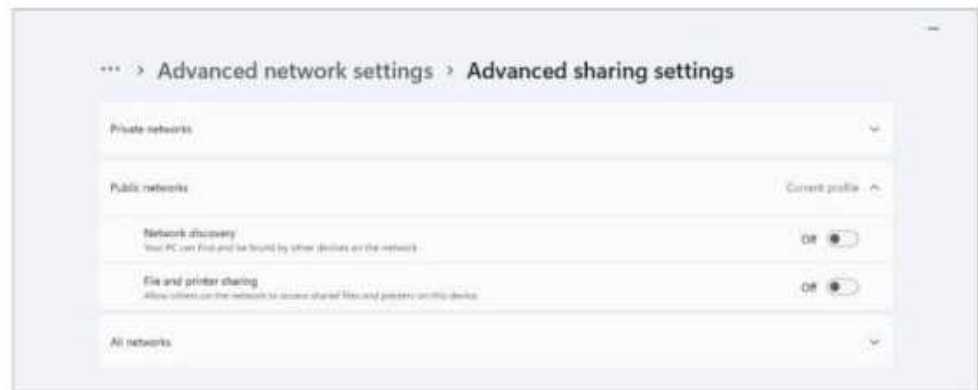 ... > Advanced network settings > Advanced sharing settings
Private networks
Public networks Current profile
Network discovery Off
Your PC can find and be found by other devices on the network
File and printer sharing Off
Allow others on the network to access shared files and printers on this device
All networks